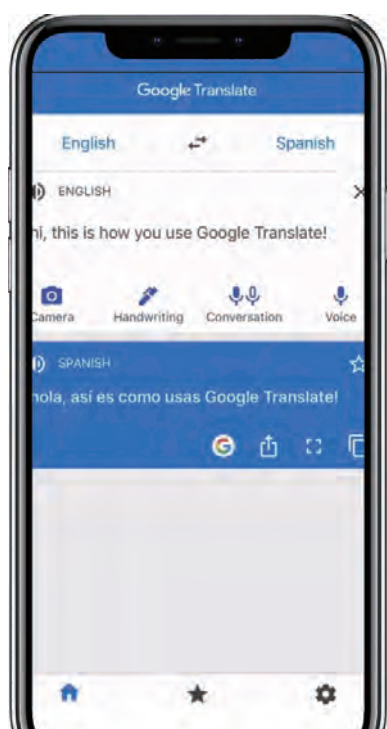 Google Translate
English Spanish
ENGLISH
hi, this is how you use Google Translate!
Camera Handwriting Conversation Voice
SPANISH
hola, así es como usas Google Translate!
G